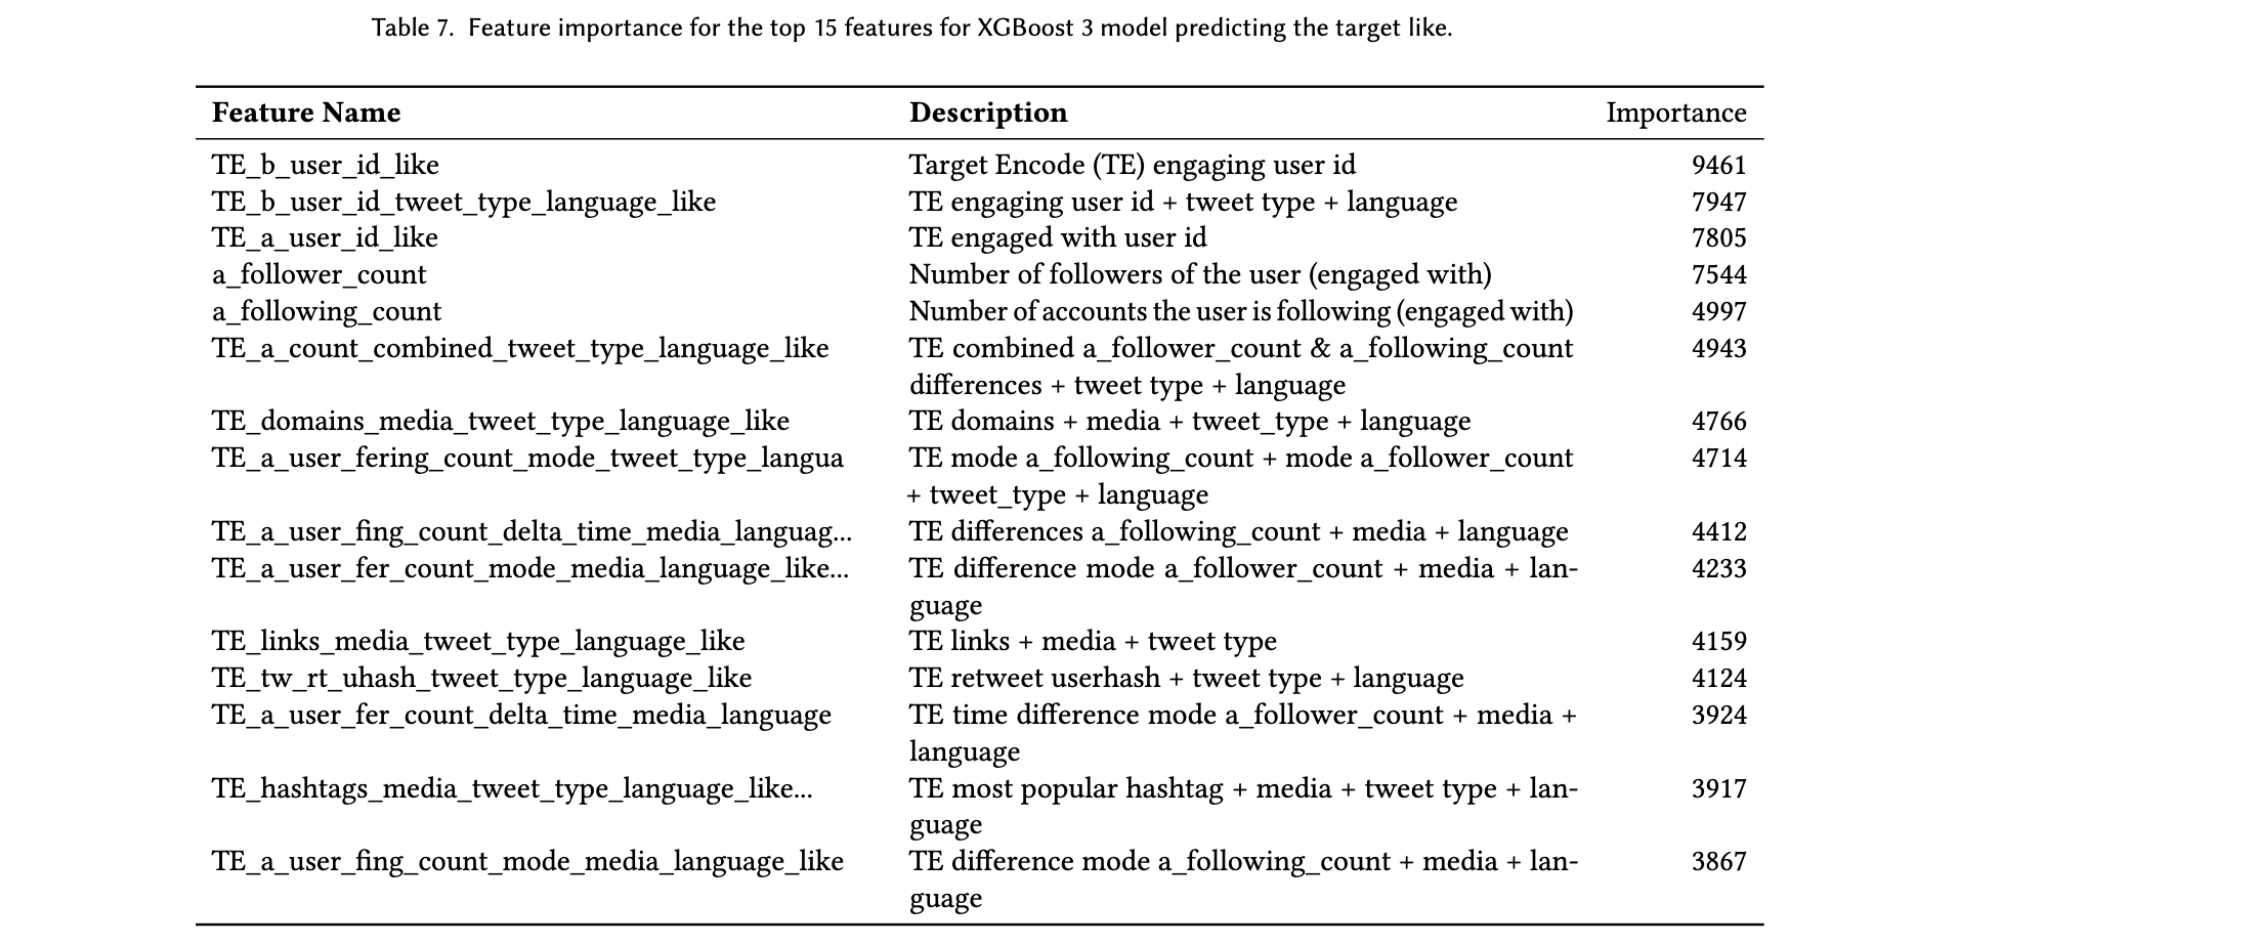 Table 7. Feature importance for the top 15 features for XGBoost 3 model predicting the target like.
Feature Name Description Importance
TE_b_user_id_like Target Encode (TE) engaging user id 9461
TE_b_user_id_tweet_type_language_like TE engaging user id + tweet type + language 7947
TE_a_user_id_like TE engaged with user id 7805
a_follower_count Number of followers of the user (engaged with) 7544
a_following_count Number of accounts the user is following (engaged with) 4997
TE_a_count_combined_tweet_type_language_like TE combined a_follower_count & a_following_count 4943
differences + tweet type + language
TE_domains_media_tweet_type_language_like TE domains + media + tweet_type + language 4766
TE_a_user_fering_count_mode_tweet_type_langua TE mode a_following_count + mode a_follower_count 4714
+ tweet_type + language
TE_a_user_fing_count_delta_time_media_languag... TE differences a_following_count + media + language 4412
TE_a_user_fer_count_mode_media_language_like... TE difference mode a_follower_count + media + lan- 4233
guage
TE_links_media_tweet_type_language_like TE links + media + tweet type 4159
TE_tw_rt_uhash_tweet_type_language_like TE retweet userhash + tweet type + language 4124
TE_a_user_fer_count_delta_time_media_language TE time difference mode a_follower_count + media + 3924
language
TE_hashtags_media_tweet_type_language_like... TE most popular hashtag + media + tweet type + lan- 3917
guage
TE_a_user_fing_count_mode_media_language_like TE difference mode a_following_count + media + lan- 3867
guage